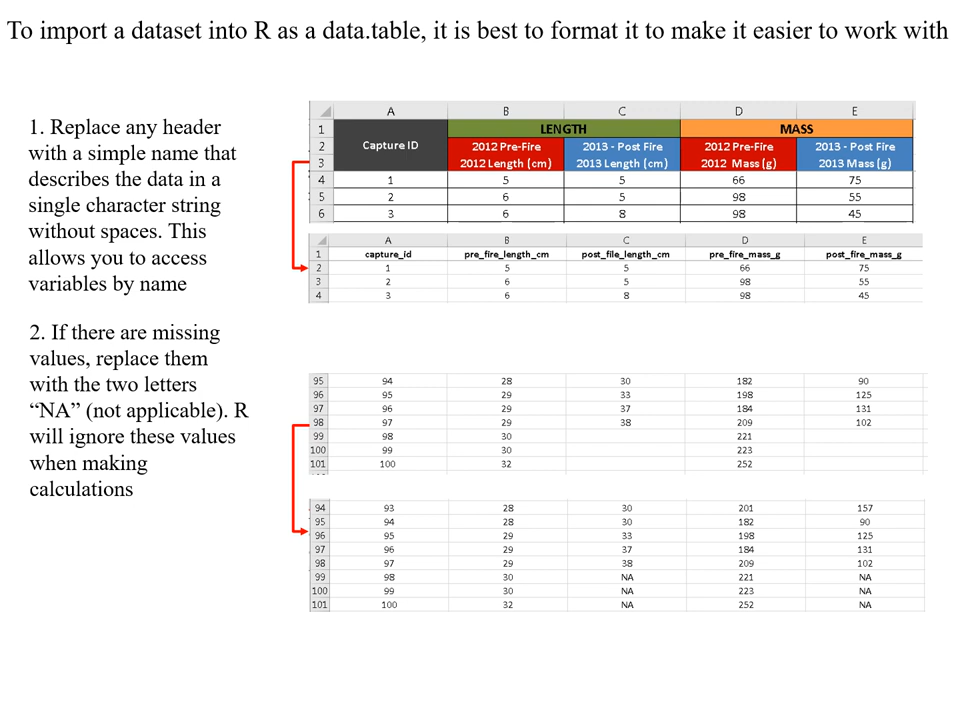 To import a dataset into R as a data.table, it is best to format it to make it easier to work with
1. Replace any header
with a simple name that
describes the data in a
single character string
without spaces. This
allows you to access
variables by name
2. If there are missing
values, replace them
with the two letters
“NA” (not applicable). R
will ignore these values
when making
calculations
A B C D E
1 LENGTH MASS
Capture ID
2 2012 Pre-Fire 2013 - Post Fire 2012 Pre-Fire 2013 - Post Fire
3 2012 Length (cm) 2013 Length (cm) 2012 Mass (g) 2013 Mass (g)
4 1 5 5 66 75
5 2 6 5 98 55
6 3 6 8 98 45
A B C D E
1 capture_id pre_fire_length_cm post_file_length_cm pre_fire_mass_g post_fire_mass_g
2 1 5 5 66 75
3 2 6 5 98 55
4 3 6 8 98 45
95 94 28 30 182 90
96 95 29 33 198 125
97 96 29 37 184 131
98 97 29 38 209 102
99 98 30 221
100 99 30 223
101 100 32 252
94 93 28 30 201 157
95 94 28 30 182 90
96 95 29 33 198 125
97 96 29 37 184 131
98 97 29 38 209 102
99 98 30 NA 221 NA
100 99 30 NA 223 NA
101 100 32 NA 252 NA